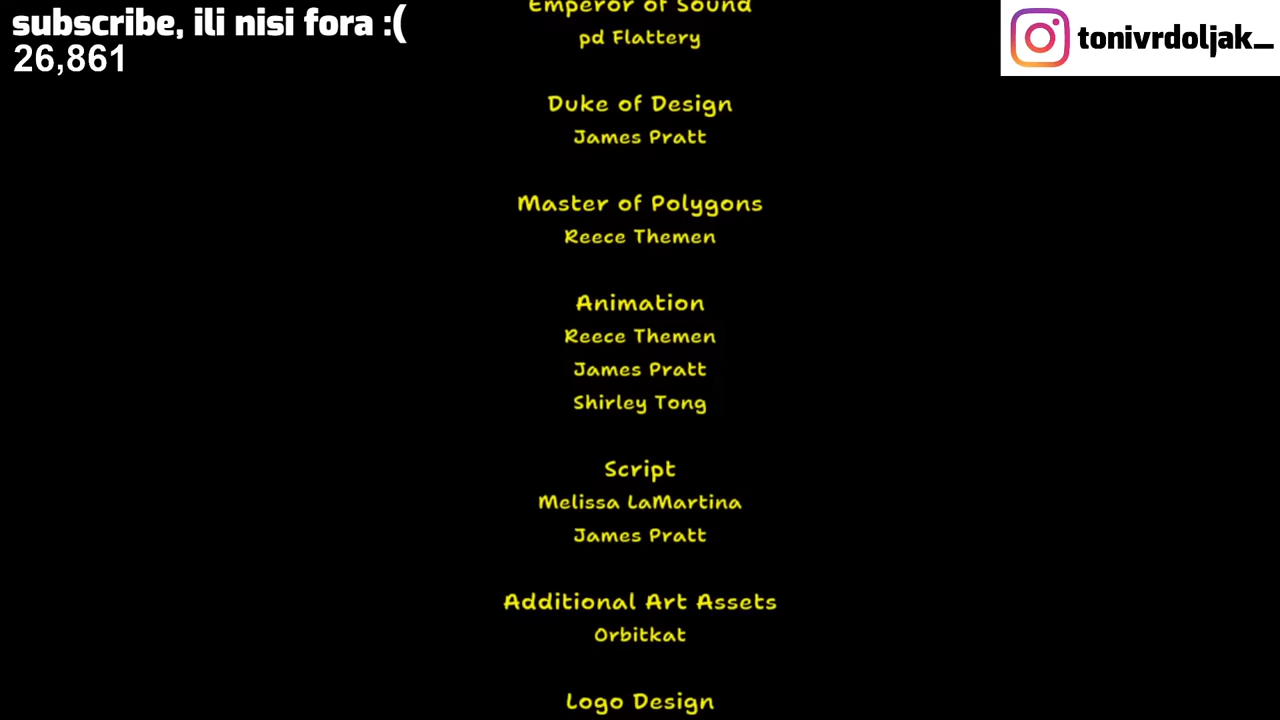 subscribe, ili nisi fora :(
26,861
tonivrdoljak_
Emperor of Sound
pd Flattery
Duke of Design
James Pratt
Master of Polygons
Reece Themen
Animation
Reece Themen
James Pratt
Shirley Tong
Script
Melissa LaMartina
James Pratt
Additional Art Assets
Orbitkat
Logo Design